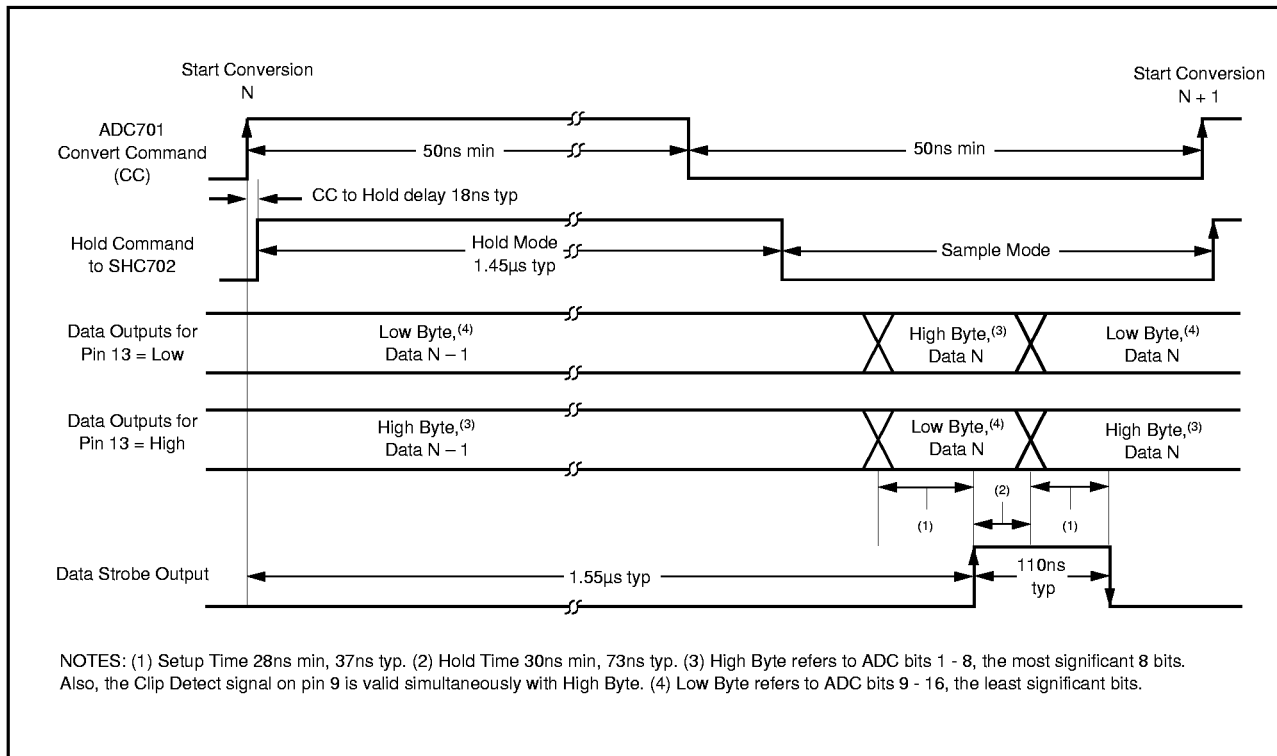 Start Conversion
N
Start Conversion
N + 1
ADC701
Convert Command
(CC)
50ns min
50ns min
CC to Hold delay 18ns typ
Hold Command
to SHC702
Hold Mode
1.45µs typ
Sample Mode
Data Outputs for
Pin 13 = Low
Low Byte,(4)
Data N – 1
High Byte,(3)
Data N
Low Byte,(4)
Data N
Data Outputs for
Pin 13 = High
High Byte,(3)
Data N – 1
Low Byte,(4)
Data N
High Byte,(3)
Data N
(1)
(2)
(1)
Data Strobe Output
1.55µs typ
110ns
typ
NOTES: (1) Setup Time 28ns min, 37ns typ. (2) Hold Time 30ns min, 73ns typ. (3) High Byte refers to ADC bits 1 - 8, the most significant 8 bits.
Also, the Clip Detect signal on pin 9 is valid simultaneously with High Byte. (4) Low Byte refers to ADC bits 9 - 16, the least significant bits.